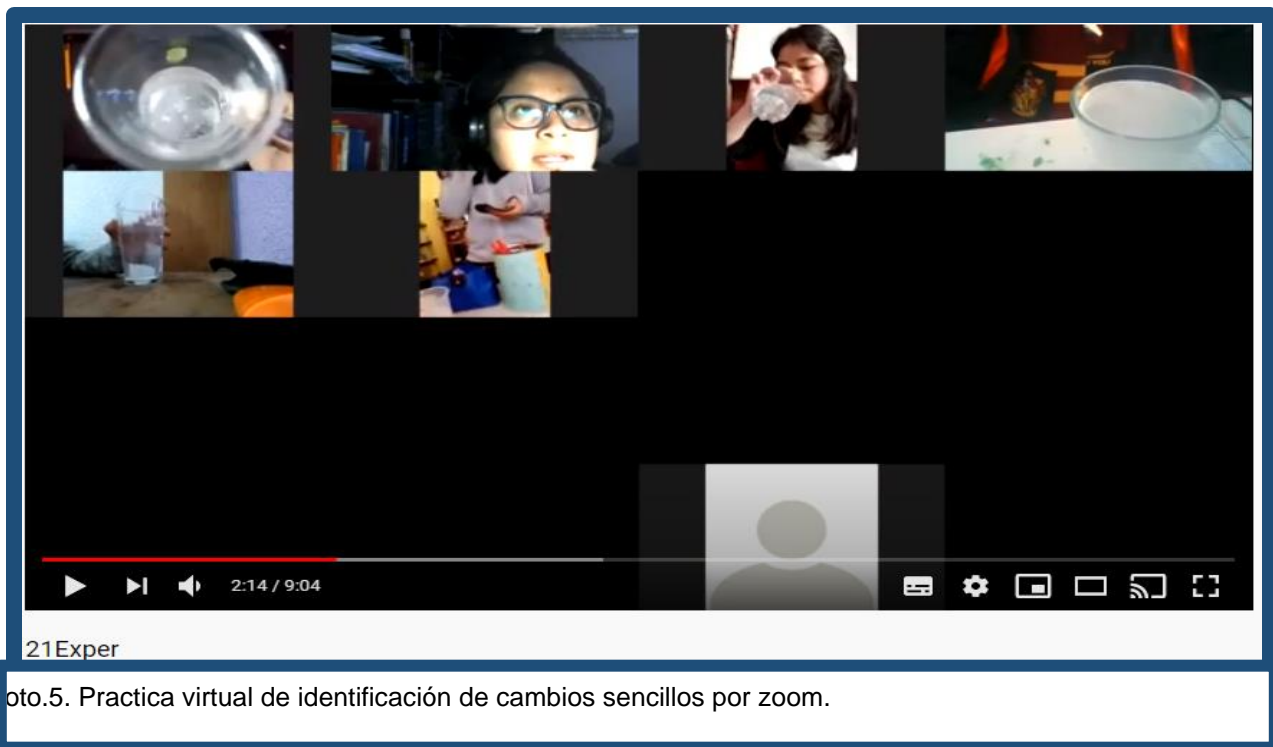 2:14 / 9:04
21Exper
oto.5. Practica virtual de identificación de cambios sencillos por zoom.